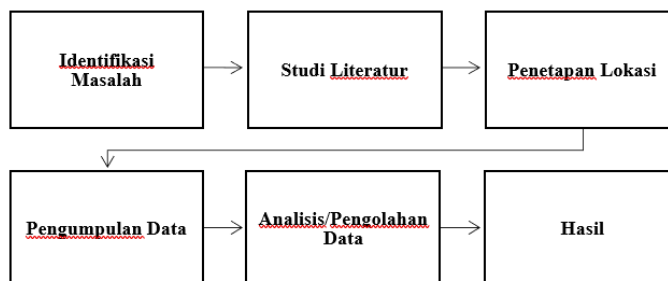 Identifikasi
Masalah
Studi Literatur
Penetapan Lokasi
Pengumpulan Data
Analisis/Pengolahan
Data
Hasil